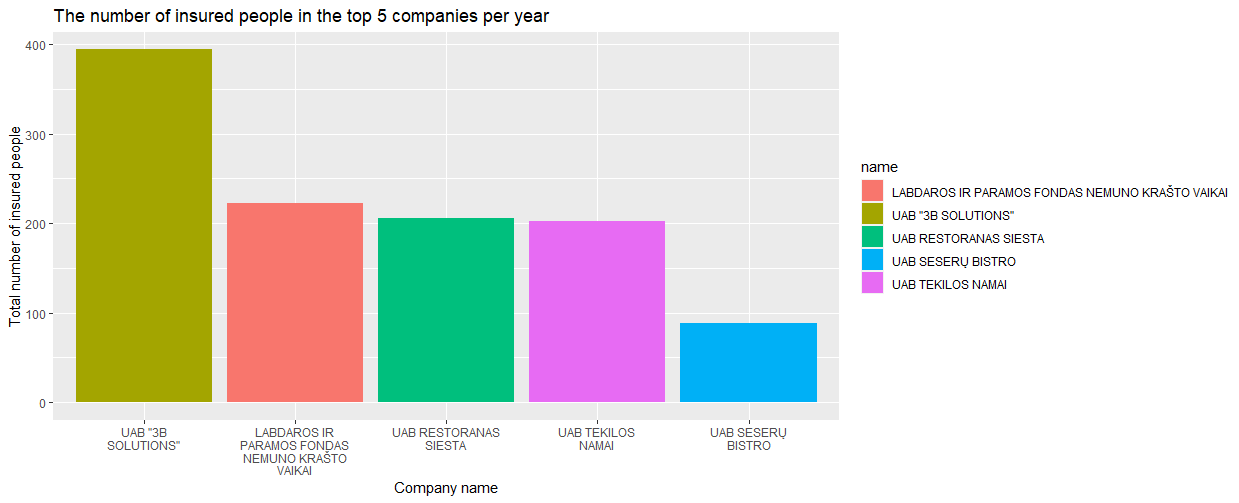 The number of insured people in the top 5 companies per year
Total number of insured people
400
300
200
100
0
UAB "3B
SOLUTIONS"
LABDAROS IR
PARAMOS FONDAS
NEMUNO KRAŠTO
VAIKAI
UAB RESTORANAS
SIESTA
UAB TEKILOS
NAMAI
UAB SESERŲ
BISTRO
Company name
name
LABDAROS IR PARAMOS FONDAS NEMUNO KRAŠTO VAIKAI
UAB "3B SOLUTIONS"
UAB RESTORANAS SIESTA
UAB SESERŲ BISTRO
UAB TEKILOS NAMAI